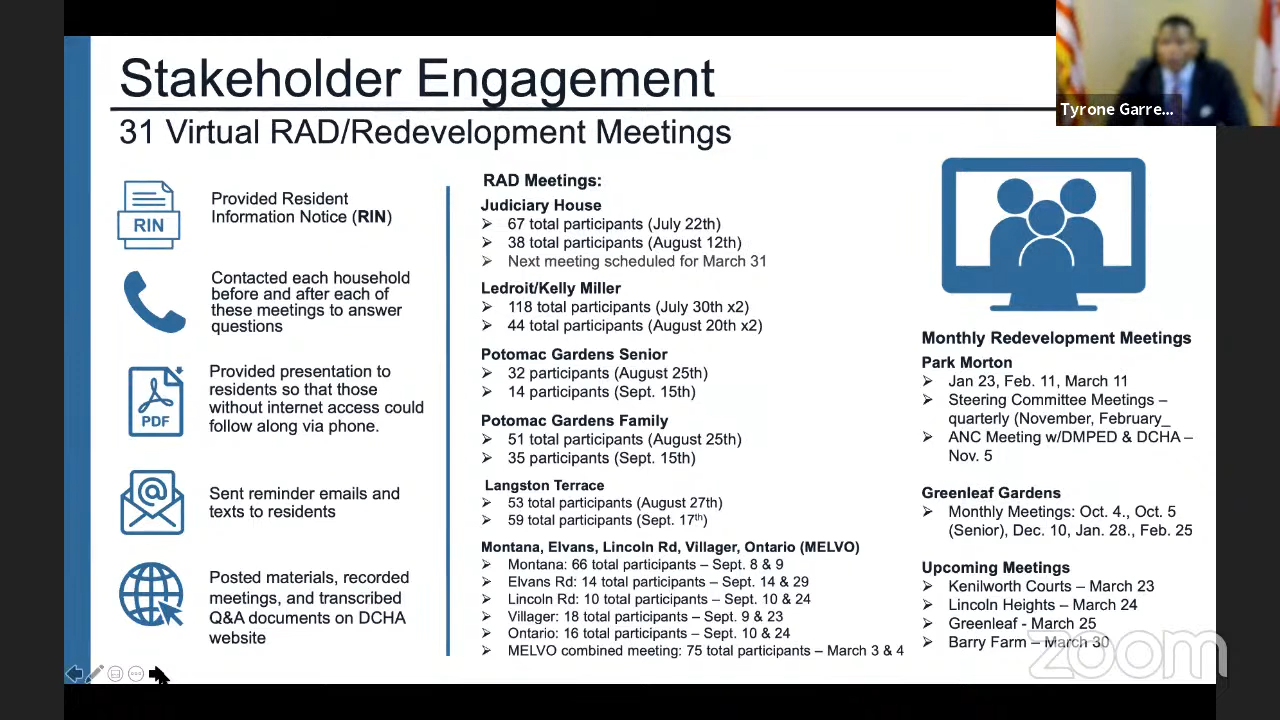 Stakeholder Engagement
31 Virtual RAD/Redevelopment Meetings
Tyrone Garre...
RIN
Provided Resident
Information Notice (RIN)
Contacted each household
before and after each of
these meetings to answer
questions
PDF
Provided presentation to
residents so that those
without internet access could
follow along via phone.
Sent reminder emails and
texts to residents
Posted materials, recorded
meetings, and transcribed
Q&A documents on DCHA
website
RAD Meetings:
Judiciary House
➢ 67 total participants (July 22th)
➢ 38 total participants (August 12th)
➢ Next meeting scheduled for March 31
Ledroit/Kelly Miller
➢ 118 total participants (July 30th x2)
➢ 44 total participants (August 20th x2)
Potomac Gardens Senior
➢ 32 participants (August 25th)
➢ 14 participants (Sept. 15th)
Potomac Gardens Family
➢ 51 total participants (August 25th)
➢ 35 participants (Sept. 15th)
Langston Terrace
➢ 53 total participants (August 27th)
➢ 59 total participants (Sept. 17th)
Montana, Elvans, Lincoln Rd, Villager, Ontario (MELVO)
➢ Montana: 66 total participants – Sept. 8 & 9
➢ Elvans Rd: 14 total participants – Sept. 14 & 29
➢ Lincoln Rd: 10 total participants – Sept. 10 & 24
➢ Villager: 18 total participants – Sept. 9 & 23
➢ Ontario: 16 total participants – Sept. 10 & 24
➢ MELVO combined meeting: 75 total participants – March 3 & 4
Monthly Redevelopment Meetings
Park Morton
➢ Jan 23, Feb. 11, March 11
➢ Steering Committee Meetings –
quarterly (November, February_
➢ ANC Meeting w/DMPED & DCHA –
Nov. 5
Greenleaf Gardens
➢ Monthly Meetings: Oct. 4., Oct. 5
(Senior), Dec. 10, Jan. 28., Feb. 25
Upcoming Meetings
➢ Kenilworth Courts – March 23
➢ Lincoln Heights – March 24
➢ Greenleaf - March 25
➢ Barry Farm – March 30
zoom